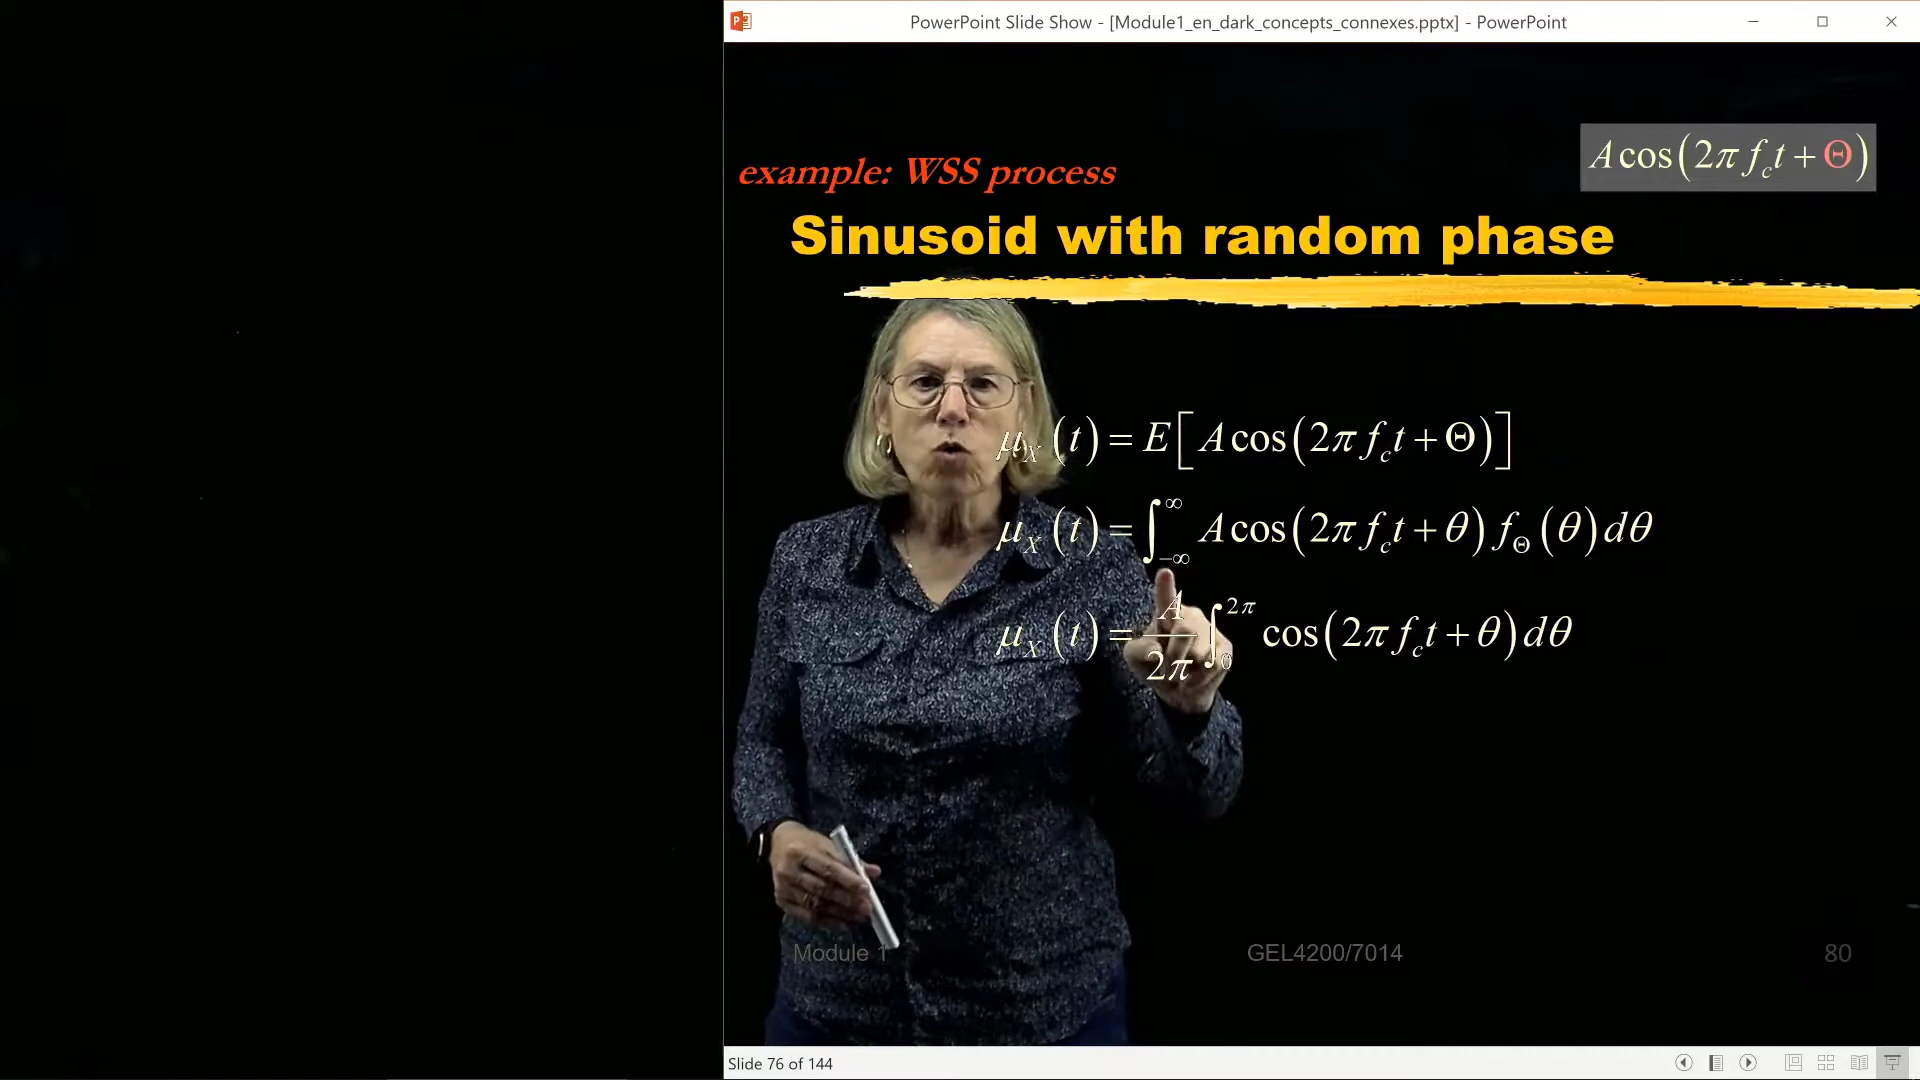 PowerPoint Slide Show - [Module1_en_dark_concepts_connexes.pptx] - PowerPoint
A cos(2π f_c t + Θ)
example: WSS process
Sinusoid with random phase
μ_X (t) = E[A cos(2π f_c t + Θ)]
μ_X (t) = ∫_{-∞}^{∞} A cos(2π f_c t + θ) f_Θ (θ) dθ
μ_X (t) = A/2π ∫_0^{2π} cos(2π f_c t + θ) dθ
Module 1 GEL4200/7014 80
Slide 76 of 144